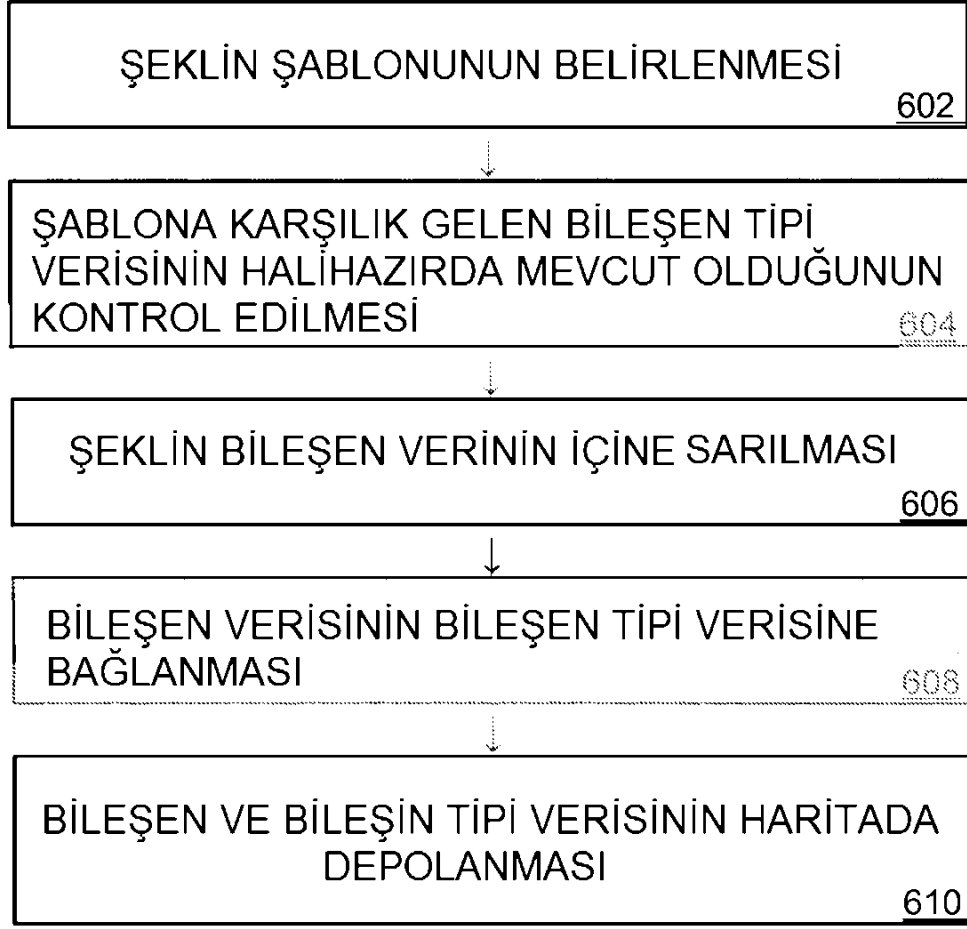 ŞEKLİN ŞABLONUNUN BELİRLENMESİ
602
ŞABLONA KARŞILIK GELEN BİLEŞEN TİPİ
VERİSİNİN HALİHAZIRDA MEVCUT OLDUĞUNUN
KONTROL EDİLMESİ
604
ŞEKLİN BİLEŞEN VERİNİN İÇİNE SARILMASI
606
BİLEŞEN VERİSİNİN BİLEŞEN TİPİ VERİSİNE
BAĞLANMASI
608
BİLEŞEN VE BİLEŞİN TİPİ VERİSİNİN HARİTADA
DEPOLANMASI
610